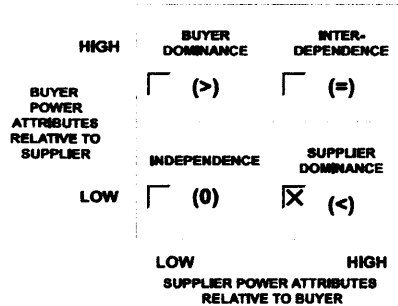 HIGH
BUYER
DOMINANCE
INTER-
DEPENDENCE
(>)
(=)
BUYER
POWER
ATTRIBUTES
RELATIVE TO
SUPPLIER
INDEPENDENCE
SUPPLIER
DOMINANCE
LOW
(0)
(<)
LOW
HIGH
SUPPLIER POWER ATTRIBUTES
RELATIVE TO BUYER